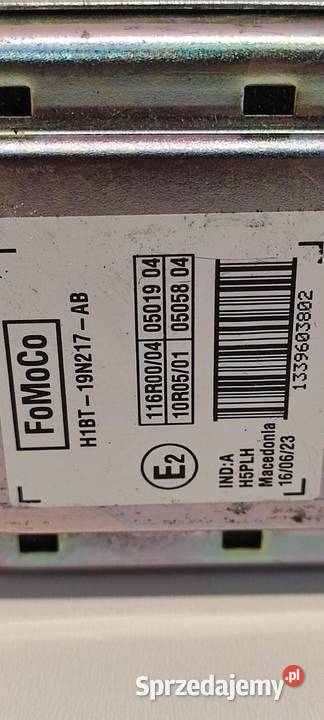 FoMoCo
H1BT-19N217-AB
116R00/04 05019 04
10R05/01 05058 04
E2
IND:A
H5PLH
Macedonia
16/06/23
1339603802
Sprzedajemy.pl